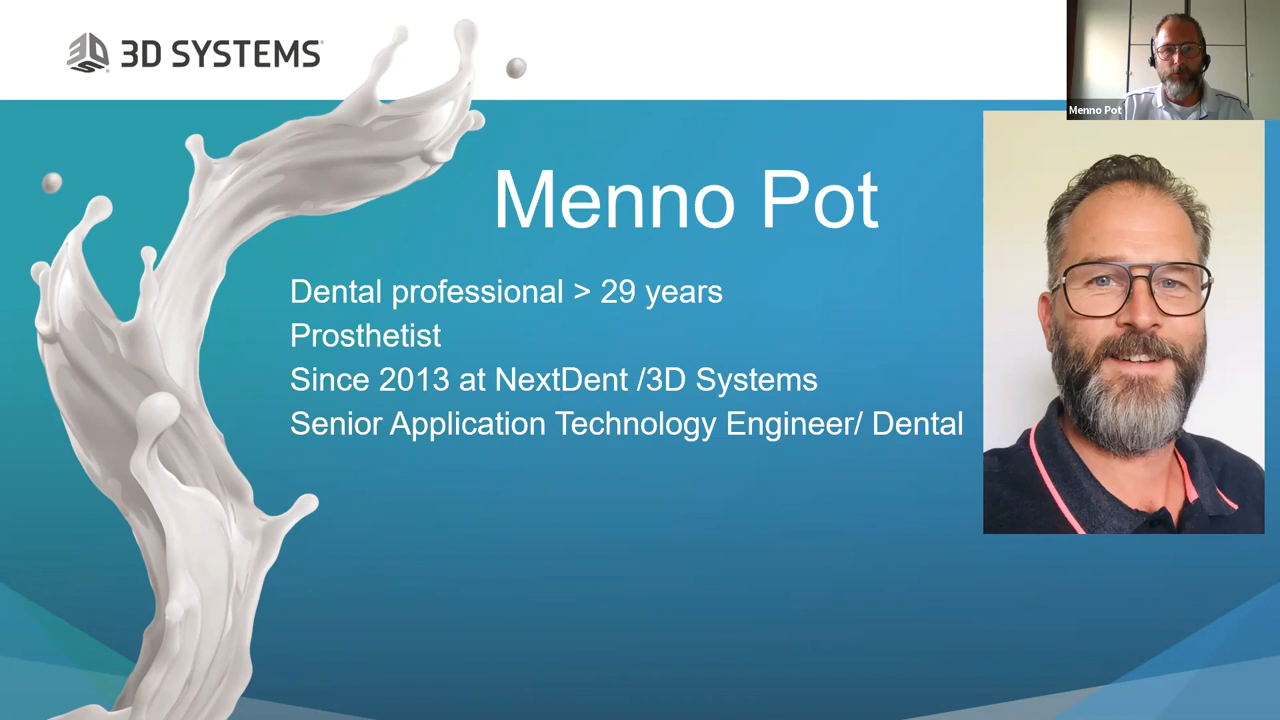 3D SYSTEMS
Menno Pot
Menno Pot
Dental professional > 29 years
Prosthetist
Since 2013 at NextDent /3D Systems
Senior Application Technology Engineer/ Dental